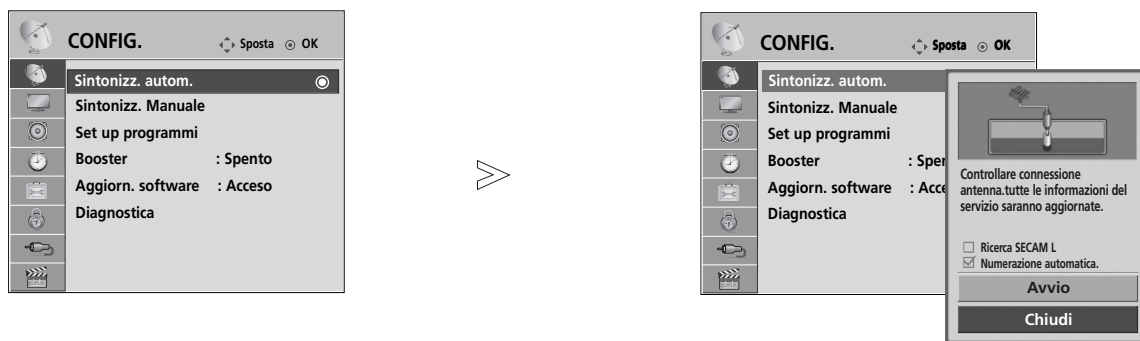 CONFIG. Sposta OK
Sintonizz. autom.
Sintonizz. Manuale
Set up programmi
Booster : Spento
Aggiorn. software : Acceso
Diagnostica
CONFIG. Sposta OK
Sintonizz. autom.
Sintonizz. Manuale
Set up programmi
Booster : Spen
Aggiorn. software : Acce
Diagnostica
Controllare connessione
antenna.tutte le informazioni del
servizio saranno aggiornate.
Ricerca SECAM L
Numerazione automatica.
Avvio
Chiudi